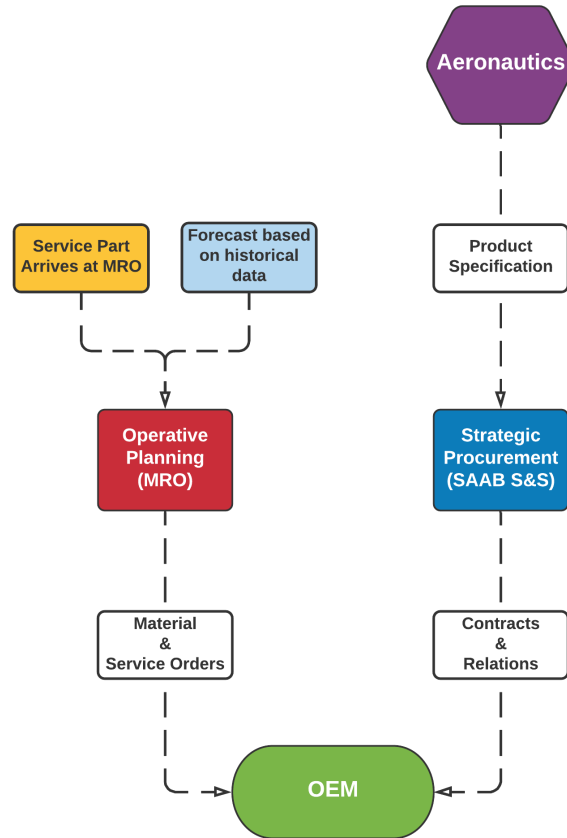 Aeronautics
Service Part
Arrives at MRO
Forecast based
on historical
data
Product
Specification
Operative
Planning
(MRO)
Strategic
Procurement
(SAAB S&S)
Material
&
Service Orders
Contracts
&
Relations
OEM